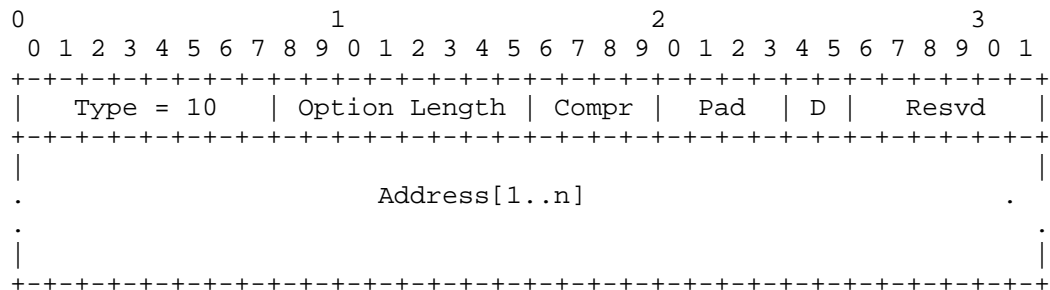 0                   1                   2                   3
 0 1 2 3 4 5 6 7 8 9 0 1 2 3 4 5 6 7 8 9 0 1 2 3 4 5 6 7 8 9 0 1
+-+-+-+-+-+-+-+-+-+-+-+-+-+-+-+-+-+-+-+-+-+-+-+-+-+-+-+-+-+-+-+-+
|   Type = 10   | Option Length | Compr |  Pad  | D |   Resvd   |
+-+-+-+-+-+-+-+-+-+-+-+-+-+-+-+-+-+-+-+-+-+-+-+-+-+-+-+-+-+-+-+-+
|                                                               |
.                      Address[1..n]                          .
.                                                               .
|                                                               |
+-+-+-+-+-+-+-+-+-+-+-+-+-+-+-+-+-+-+-+-+-+-+-+-+-+-+-+-+-+-+-+-+